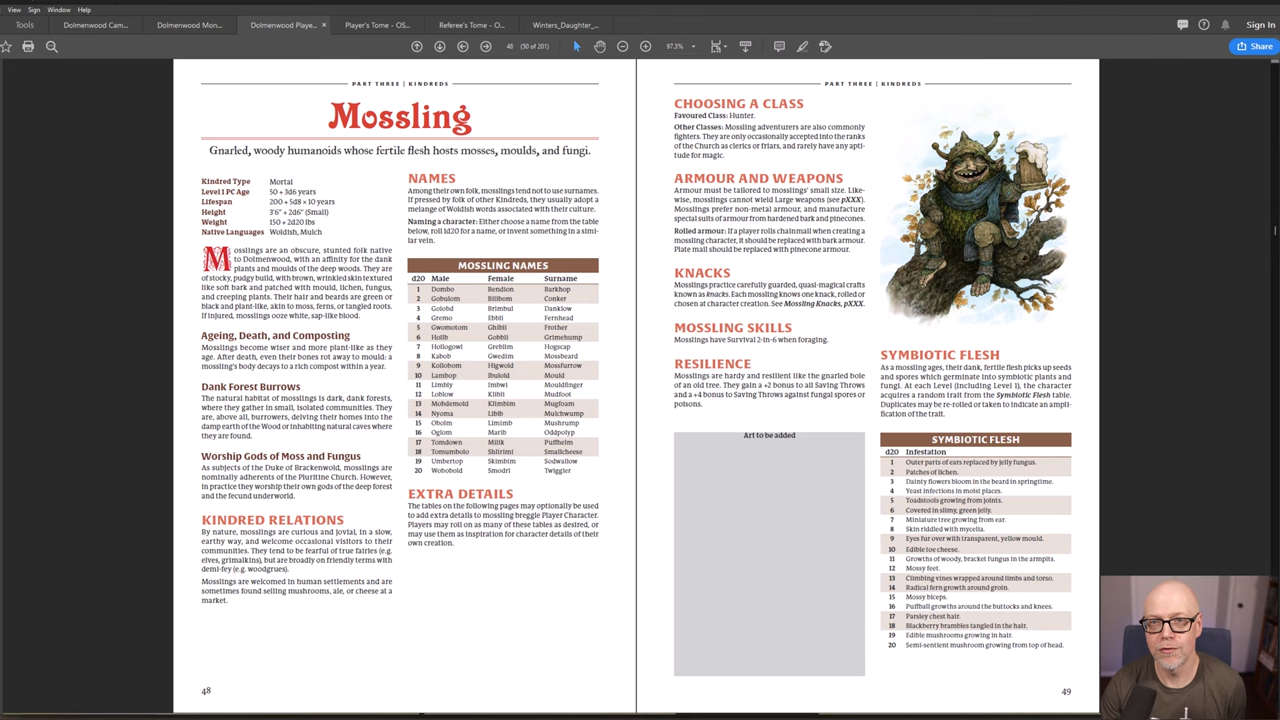 View Sign Window Help
Tools
Dolmenwood Cam...
Dolmenwood Mon...
Dolmenwood Playe... ×
Player's Tome - OS...
Referee's Tome - O...
Winters_Daughter_...
Sign In
48 (50 of 201)
97.3%
Share
PART THREE | KINDREDS
Mossling
Gnarled, woody humanoids whose fertile flesh hosts mosses, moulds, and fungi.
Kindred Type Mortal
Level 1 PC Age 50 + 3d6 years
Lifespan 200 + 5d8 × 10 years
Height 3'6" + 2d6" (Small)
Weight 150 + 2d20 lbs
Native Languages Woldish, Mulch
Mosslings are an obscure, stunted folk native
to Dolmenwood, with an affinity for the dank
plants and moulds of the deep woods. They are
of stocky, pudgy build, with brown, wrinkled skin textured
like soft bark and patched with mould, lichen, fungus,
and creeping plants. Their hair and beards are green or
black and plant-like, akin to moss, ferns, or tangled roots.
If injured, mosslings ooze white, sap-like blood.
Ageing, Death, and Composting
Mosslings become wiser and more plant-like as they
age. After death, even their bones rot away to mould: a
mossling's body decays to a rich compost within a year.
Dank Forest Burrows
The natural habitat of mosslings is dark, dank forests,
where they gather in small, isolated communities. They
are, above all, burrowers, delving their homes into the
damp earth of the Wood or inhabiting natural caves where
they are found.
Worship Gods of Moss and Fungus
As subjects of the Duke of Brackenwold, mosslings are
nominally adherents of the Pluritine Church. However,
in practice they worship their own gods of the deep forest
and the fecund underworld.
KINDRED RELATIONS
By nature, mosslings are curious and jovial, in a slow,
earthy way, and welcome occasional visitors to their
communities. They tend to be fearful of true fairies (e.g.
elves, grimalkins), but are broadly on friendly terms with
demi-fey (e.g. woodgrues).
Mosslings are welcomed in human settlements and are
sometimes found selling mushrooms, ale, or cheese at a
market.
48
NAMES
Among their own folk, mosslings tend not to use surnames.
If pressed by folk of other Kindreds, they usually adopt a
melange of Woldish words associated with their culture.
Naming a character: Either choose a name from the table
below, roll 1d20 for a name, or invent something in a simi-
lar vein.
MOSSLING NAMES
d20 Male Female Surname
1 Dombo Bendion Barkhop
2 Gobulom Bilibom Conker
3 Golobd Brimbul Danklow
4 Gremo Ebbli Fernhead
5 Gwomotom Ghibli Frother
6 Holib Gobbli Grimehump
7 Hollogowl Greblim Hogscap
8 Kabob Gwedim Mossbeard
9 Kollobom Higwold Mossfurrow
10 Lambop Ibulold Mould
11 Limbly Imbwi Mouldfinger
12 Loblow Klibli Mudfoot
13 Mobdemold Klimbim Mugfoam
14 Nyoma Libib Mulchwump
15 Obolm Limimb Mushrump
16 Oglom Marib Oddpolyp
17 Tomdown Milik Puffhelm
18 Tomumbolo Shlirimi Smallcheese
19 Umbertop Skimbim Sodwallow
20 Wobobold Smodri Twiggler
EXTRA DETAILS
The tables on the following pages may optionally be used
to add extra details to mossling breggle Player Character.
Players may roll on as many of these tables as desired, or
may use them as inspiration for character details of their
own creation.
PART THREE | KINDREDS
CHOOSING A CLASS
Favoured Class: Hunter.
Other Classes: Mossling adventurers are also commonly
fighters. They are only occasionally accepted into the ranks
of the Church as clerics or friars, and rarely have any apti-
tude for magic.
ARMOUR AND WEAPONS
Armour must be tailored to mosslings' small size. Like-
wise, mosslings cannot wield Large weapons (see pXXX).
Mosslings prefer non-metal armour, and manufacture
special suits of armour from hardened bark and pinecones.
Rolled armour: If a player rolls chainmail when creating a
mossling character, it should be replaced with bark armour.
Plate mail should be replaced with pinecone armour.
KNACKS
Mosslings practice carefully guarded, quasi-magical crafts
known as knacks. Each mossling knows one knack, rolled or
chosen at character creation. See Mossling Knacks, pXXX.
MOSSLING SKILLS
Mosslings have Survival 2-in-6 when foraging.
RESILIENCE
Mosslings are hardy and resilient like the gnarled bole
of an old tree. They gain a +2 bonus to all Saving Throws
and a +4 bonus to Saving Throws against fungal spores or
poisons.
Art to be added
SYMBIOTIC FLESH
As a mossling ages, their dank, fertile flesh picks up seeds
and spores which germinate into symbiotic plants and
fungi. At each Level (including Level 1), the character
acquires a random trait from the Symbiotic Flesh table.
Duplicates may be re-rolled or taken to indicate an ampli-
fication of the trait.
SYMBIOTIC FLESH
d20 Infestation
1 Outer parts of ears replaced by jelly fungus.
2 Patches of lichen.
3 Dainty flowers bloom in the beard in springtime.
4 Yeast infections in moist places.
5 Toadstools growing from joints.
6 Covered in slimy, green jelly.
7 Miniature tree growing from ear.
8 Skin riddled with mycelia.
9 Eyes fur over with transparent, yellow mould.
10 Edible toe cheese.
11 Growths of woody, bracket fungus in the armpits.
12 Mossy feet.
13 Climbing vines wrapped around limbs and torso.
14 Radical fern growth around groin.
15 Mossy biceps.
16 Puffball growths around the buttocks and knees.
17 Parsley chest hair.
18 Blackberry brambles tangled in the hair.
19 Edible mushrooms growing in hair.
20 Semi-sentient mushroom growing from top of head.
49